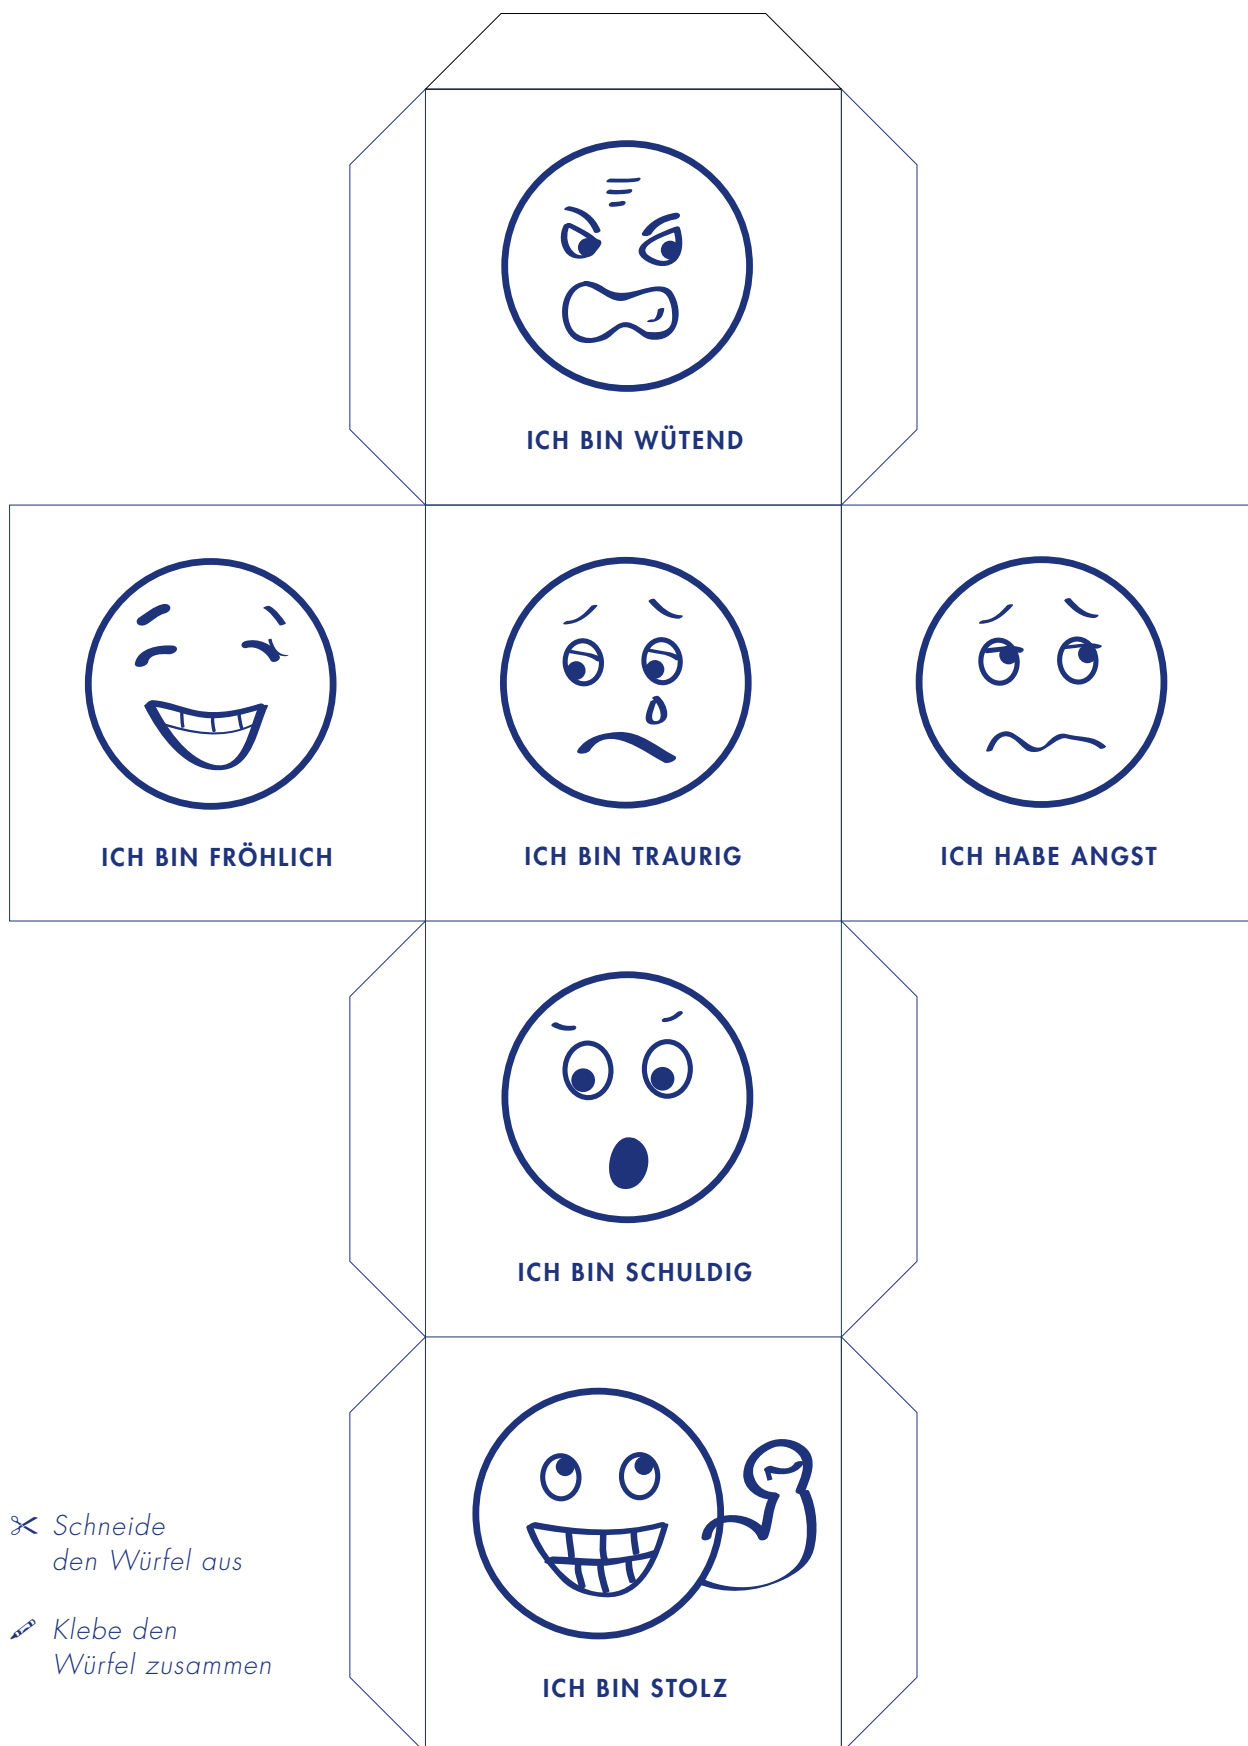 ICH BIN WÜTEND
ICH BIN FRÖHLICH
ICH BIN TRAURIG
ICH HABE ANGST
ICH BIN SCHULDIG
ICH BIN STOLZ
Schneide
den Würfel aus
Klebe den
Würfel zusammen